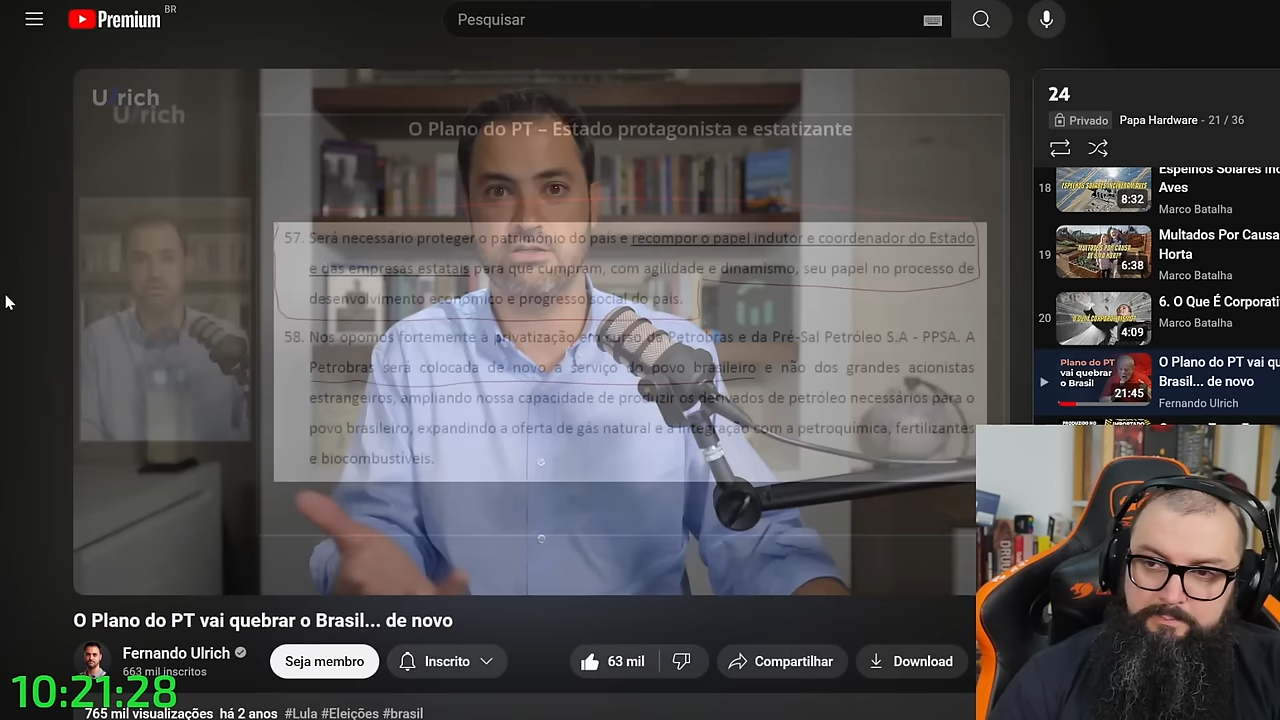 Premium
BR
Pesquisar
Ulrich
Ulrich
O Plano do PT – Estado protagonista e estatizante
57. Será necessário proteger o patrimônio do país e recompor o papel indutor e coordenador do Estado
e das empresas estatais para que cumpram, com agilidade e dinamismo, seu papel no processo de
desenvolvimento econômico e progresso social do país.
58. Nos opomos fortemente à privatização em curso da Petrobras e da Pré-Sal Petróleo S.A - PPSA. A
Petrobras será colocada de novo a serviço do povo brasileiro e não dos grandes acionistas
estrangeiros, ampliando nossa capacidade de produzir os derivados de petróleo necessários para o
povo brasileiro, expandindo a oferta de gás natural e a integração com a petroquímica, fertilizantes
e biocombustíveis.
24
Privado
Papa Hardware - 21 / 36
18
8:32
Espelhos Solares Inc
Aves
Marco Batalha
19
6:38
Multados Por Causa
Horta
Marco Batalha
20
4:09
6. O Que É Corporati
Marco Batalha
Plano do PT
vai quebrar
o Brasil
21:45
O Plano do PT vai qu
Brasil... de novo
Fernando Ulrich
O Plano do PT vai quebrar o Brasil... de novo
Fernando Ulrich
663 mil inscritos
Seja membro
Inscrito
63 mil
Compartilhar
Download
10:21:28
765 mil visualizações há 2 anos #Lula #Eleições #brasil